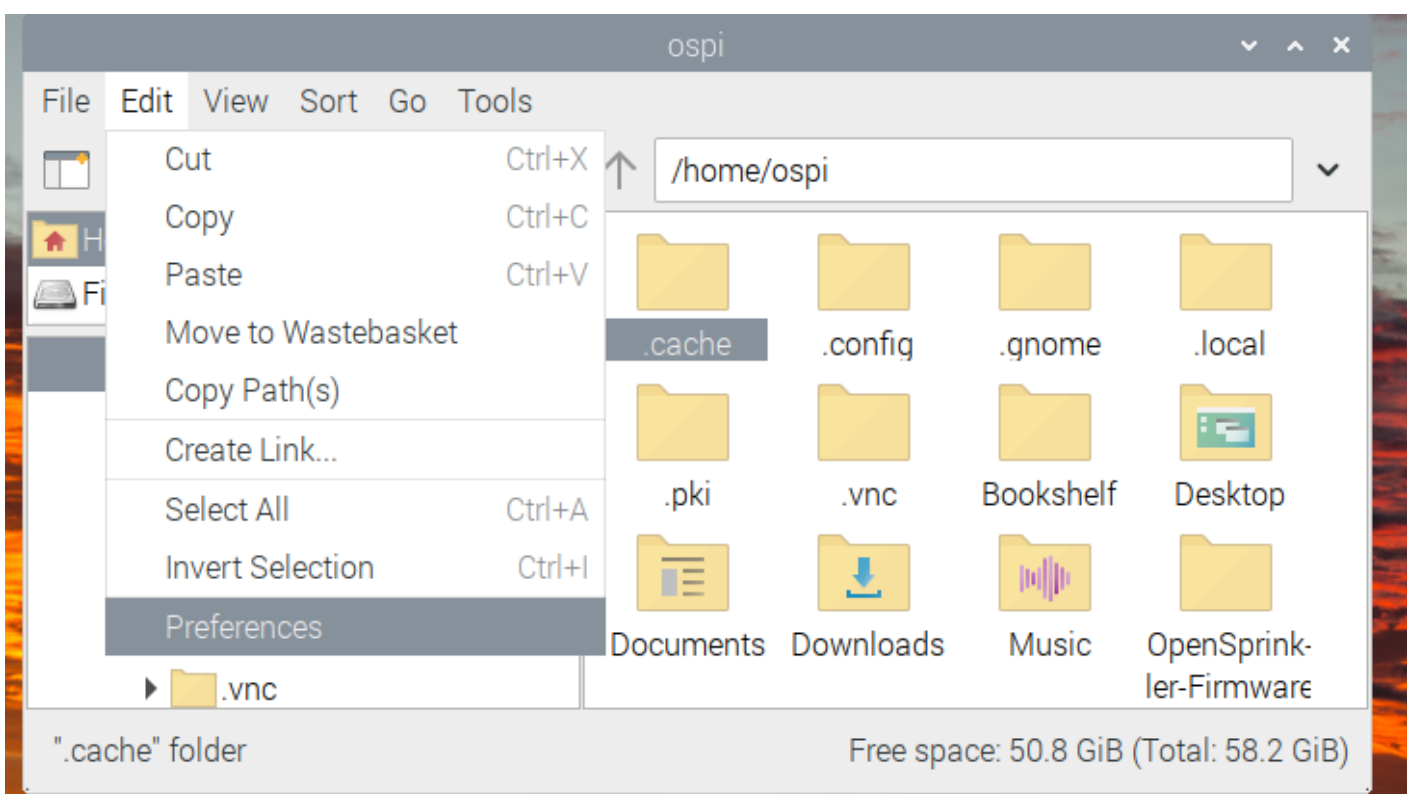 ospi
File Edit View Sort Go Tools
Cut Ctrl+X
/home/ospi
Copy Ctrl+C
H
Paste Ctrl+V
Fi
Move to Wastebasket
Copy Path(s)
Create Link...
Select All Ctrl+A
Invert Selection Ctrl+I
Preferences
.vnc
.cache .config .gnome .local
.pki .vnc Bookshelf Desktop
Documents Downloads Music OpenSprink-
ler-Firmware
".cache" folder Free space: 50.8 GiB (Total: 58.2 GiB)